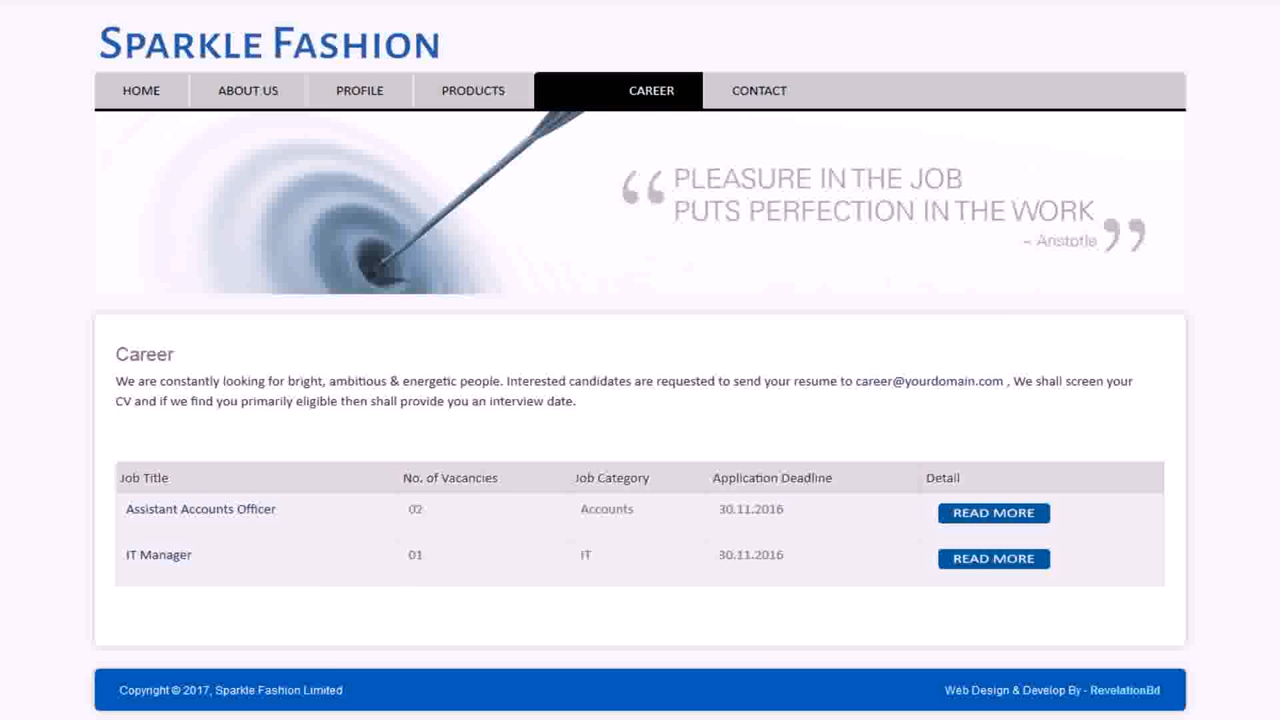 SPARKLE FASHION
HOME ABOUT US PROFILE PRODUCTS CAREER CONTACT
“ PLEASURE IN THE JOB
PUTS PERFECTION IN THE WORK ”
– Aristotle
Career
We are constantly looking for bright, ambitious & energetic people. Interested candidates are requested to send your resume to career@yourdomain.com , We shall screen your
CV and if we find you primarily eligible then shall provide you an interview date.
Job Title No. of Vacancies Job Category Application Deadline Detail
Assistant Accounts Officer 02 Accounts 30.11.2016 READ MORE
IT Manager 01 IT 30.11.2016 READ MORE
Copyright © 2017, Sparkle Fashion Limited Web Design & Develop By - RevelationBd